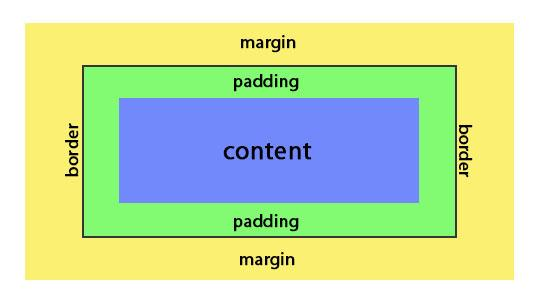 margin
padding
border
content
border
padding
margin